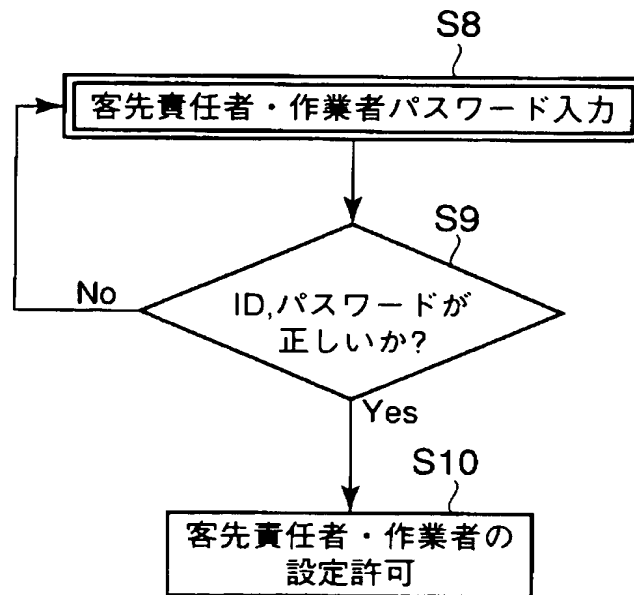 S8
客先責任者・作業者パスワード入力
S9
No
ID,パスワードが
正しいか?
Yes
S10
客先責任者・作業者の
設定許可